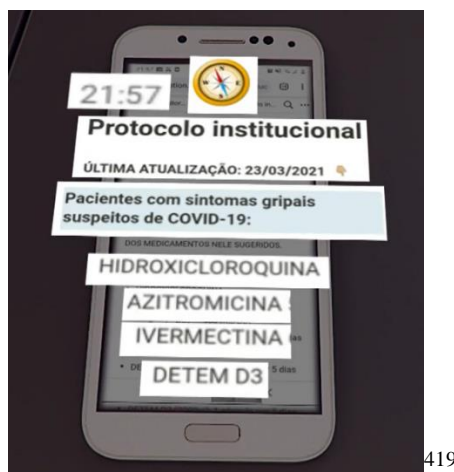 21:57
Protocolo institucional
ÚLTIMA ATUALIZAÇÃO: 23/03/2021
Pacientes com sintomas gripais
suspeitos de COVID-19:
DOS MEDICAMENTOS NELE SUGERIDOS.
HIDROXICLOROQUINA
AZITROMICINA
IVERMECTINA
DETEM D3
5 dias
419